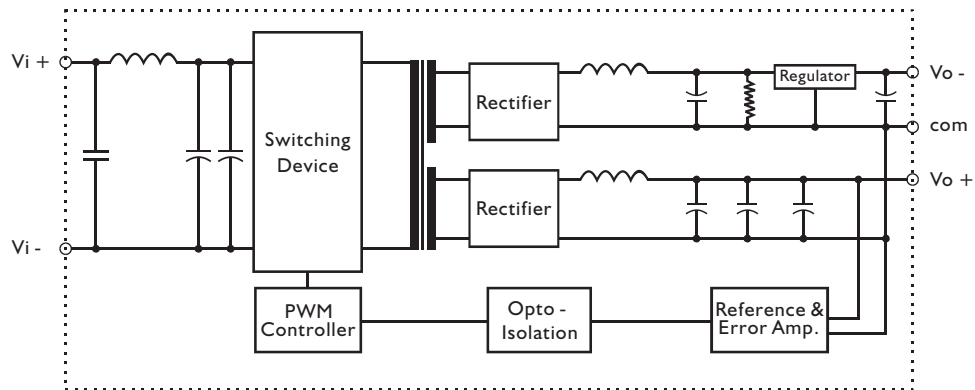 Vi +
Vi -
Switching
Device
Rectifier
Regulator
Vo -
com
Rectifier
Vo +
PWM
Controller
Opto -
Isolation
Reference &
Error Amp.